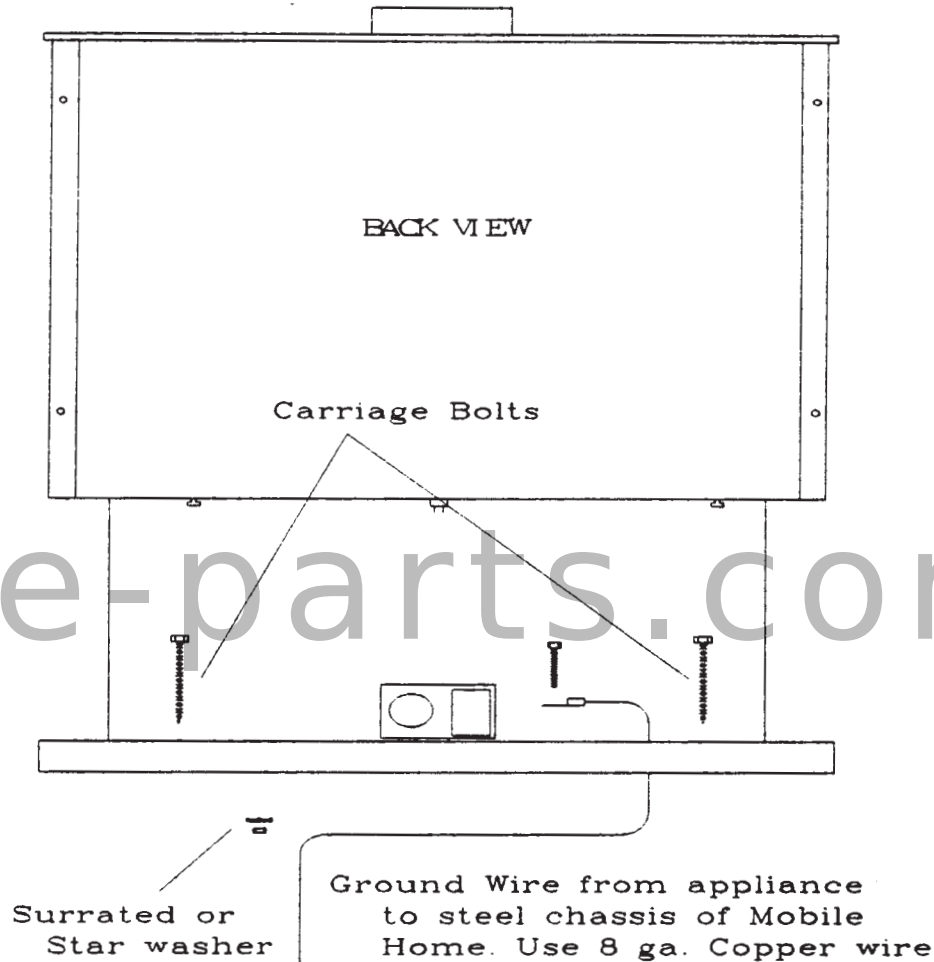 BACK VIEW
Carriage Bolts
e-parts.co
Ground Wire from appliance
to steel chassis of Mobile
Home. Use 8 ga. Copper wire
Surrated or
Star washer